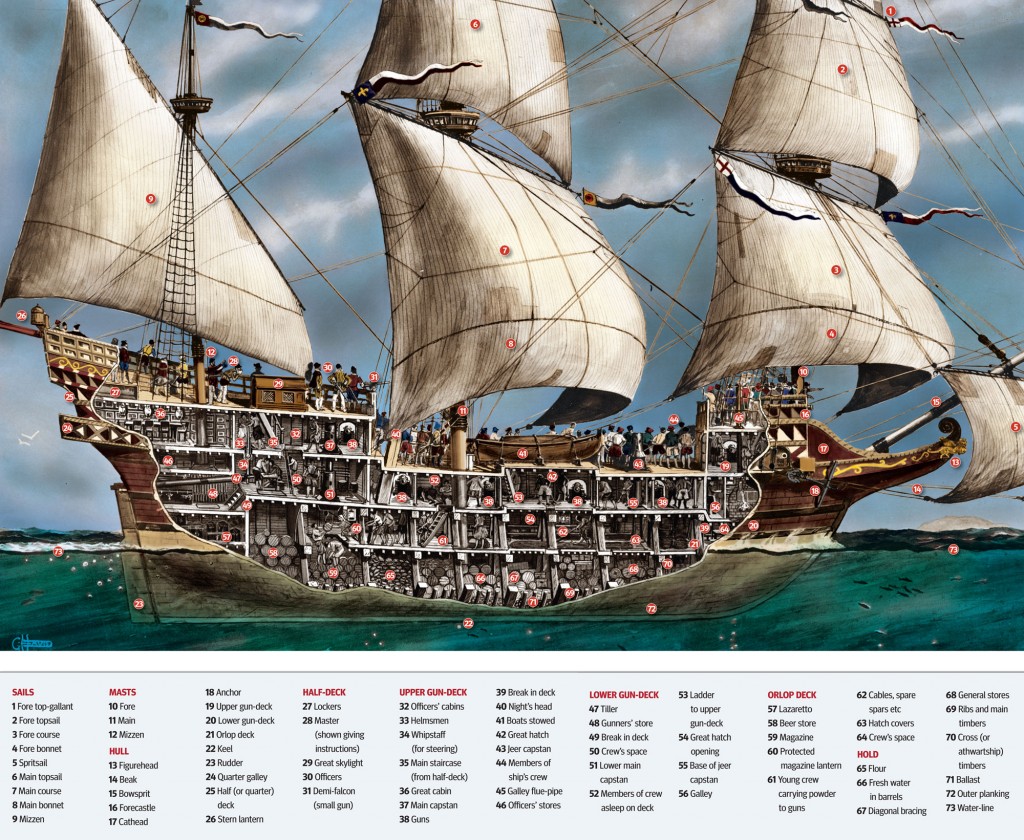 SAILS
1 Fore top-gallant
2 Fore topsail
3 Fore course
4 Fore bonnet
5 Spritsail
6 Main topsail
7 Main course
8 Main bonnet
9 Mizzen
MASTS
10 Fore
11 Main
12 Mizzen
HULL
13 Figurehead
14 Beak
15 Bowsprit
16 Forecastle
17 Cathead
18 Anchor
19 Upper gun-deck
20 Lower gun-deck
21 Orlop deck
22 Keel
23 Rudder
24 Quarter galley
25 Half (or quarter)
deck
26 Stern lantern
HALF-DECK
27 Lockers
28 Master
(shown giving
instructions)
29 Great skylight
30 Officers
31 Demi-falcon
(small gun)
UPPER GUN-DECK
32 Officers' cabins
33 Helmsmen
34 Whipstaff
(for steering)
35 Main staircase
(from half-deck)
36 Great cabin
37 Main capstan
38 Guns
39 Break in deck
40 Night's head
41 Boats stowed
42 Great hatch
43 Jeer capstan
44 Members of
ship's crew
45 Galley flue-pipe
46 Officers' stores
LOWER GUN-DECK
47 Tiller
48 Gunners' store
49 Break in deck
50 Crew's space
51 Lower main
capstan
52 Members of crew
asleep on deck
53 Ladder
to upper
gun-deck
54 Great hatch
opening
55 Base of jeer
capstan
56 Galley
ORLOP DECK
57 Lazaretto
58 Beer store
59 Magazine
60 Protected
magazine lantern
61 Young crew
carrying powder
to guns
62 Cables, spare
spars etc
63 Hatch covers
64 Crew's space
HOLD
65 Flour
66 Fresh water
in barrels
67 Diagonal bracing
68 General stores
69 Ribs and main
timbers
70 Cross (or
athwartship)
timbers
71 Ballast
72 Outer planking
73 Water-line